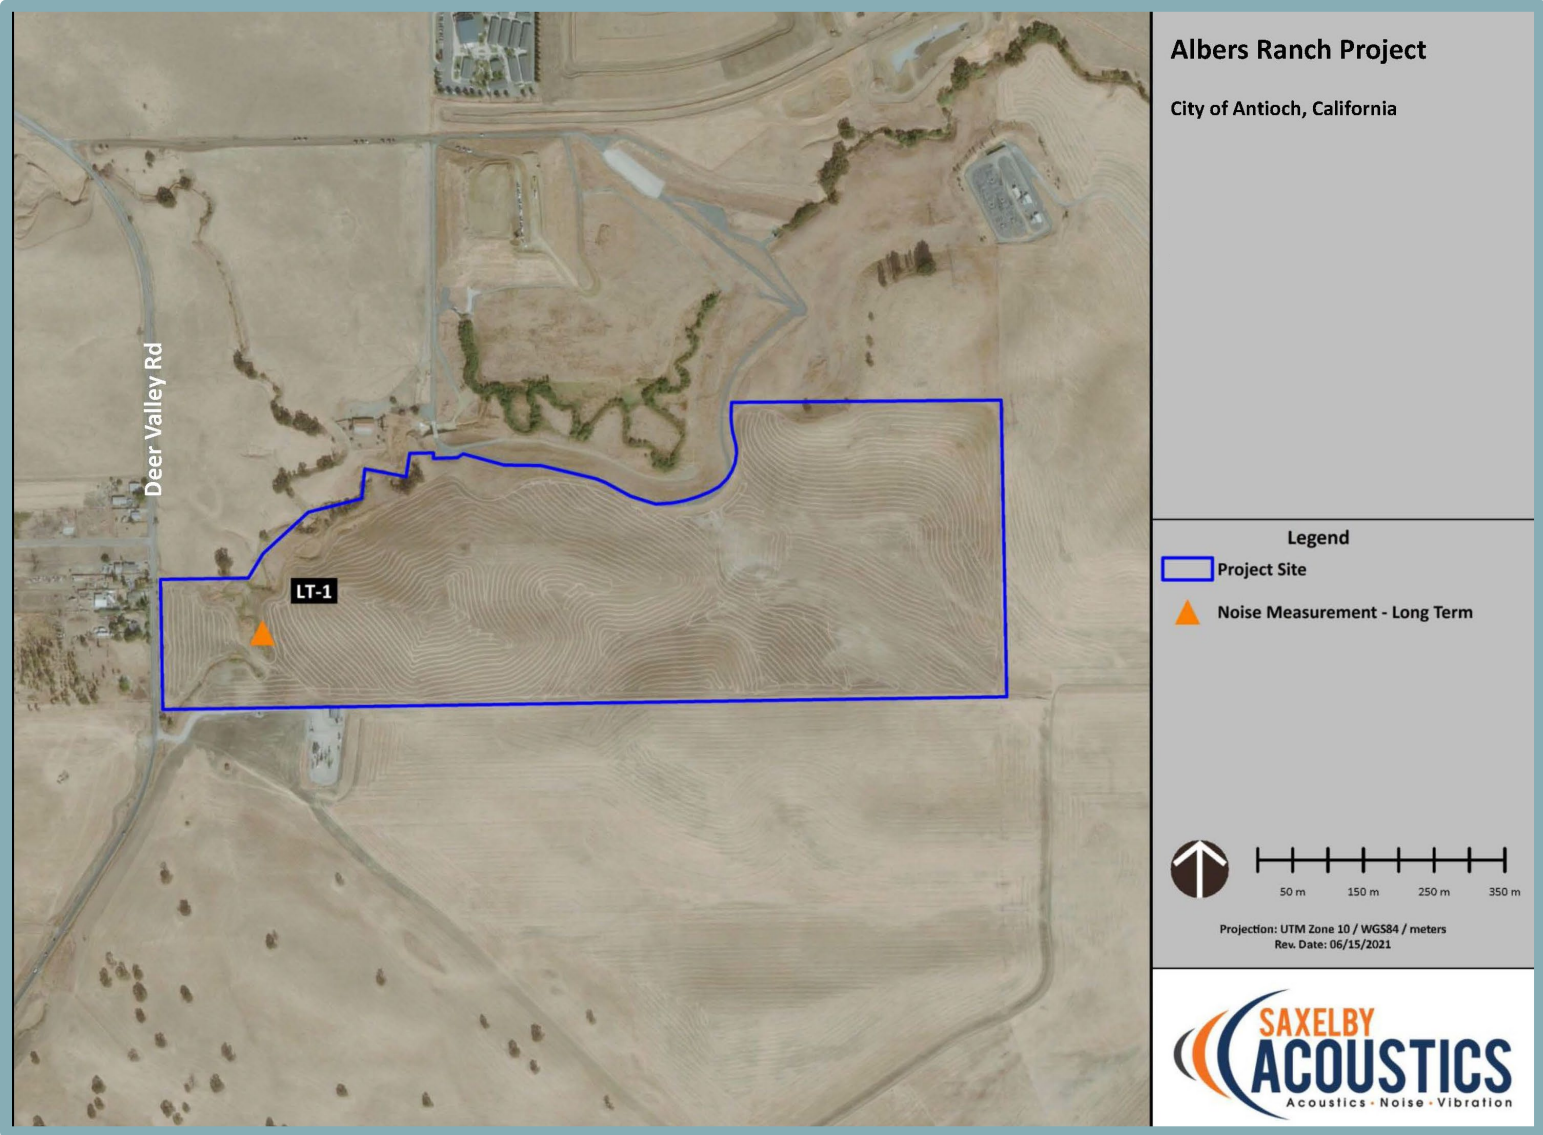 Albers Ranch Project
City of Antioch, California
Deer Valley Rd
LT-1
Legend
Project Site
Noise Measurement - Long Term
50 m 150 m 250 m 350 m
Projection: UTM Zone 10 / WGS84 / meters
Rev. Date: 06/15/2021
SAXELBY
ACOUSTICS
Acoustics · Noise · Vibration